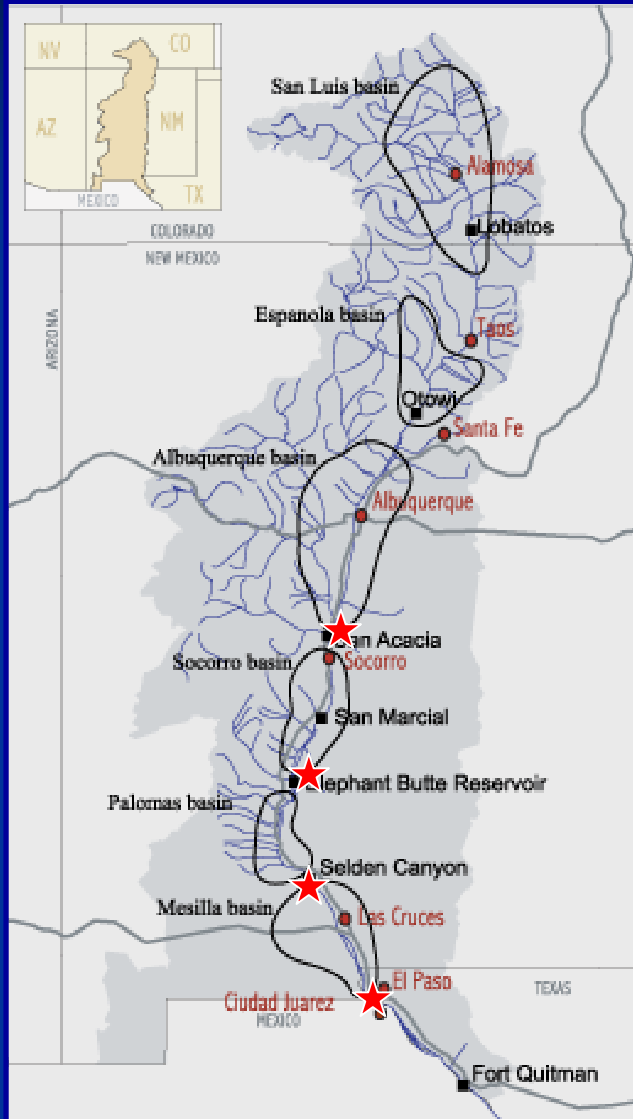 NV
CO
AZ
NM
MEXICO
TX
San Luis basin
Alamosa
Lobatos
COLORADO
NEW MEXICO
ARIZONA
Espanola basin
Taos
Otowi
Santa Fe
Albuquerque basin
Albuquerque
San Acacia
Socorro basin
Socorro
San Marcial
Elephant Butte Reservoir
Palomas basin
Selden Canyon
Mesilla basin
Las Cruces
El Paso
TEXAS
Ciudad Juarez
MEXICO
Fort Quitman